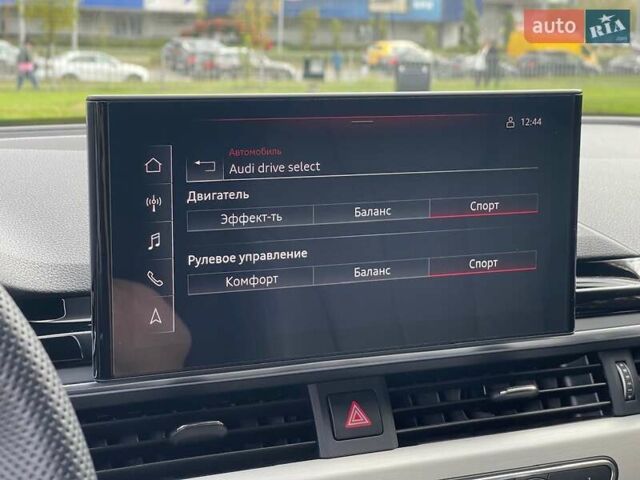 auto RIA
12:44
Автомобиль
Audi drive select
Двигатель
Эффект-ть Баланс Спорт
Рулевое управление
Комфорт Баланс Спорт